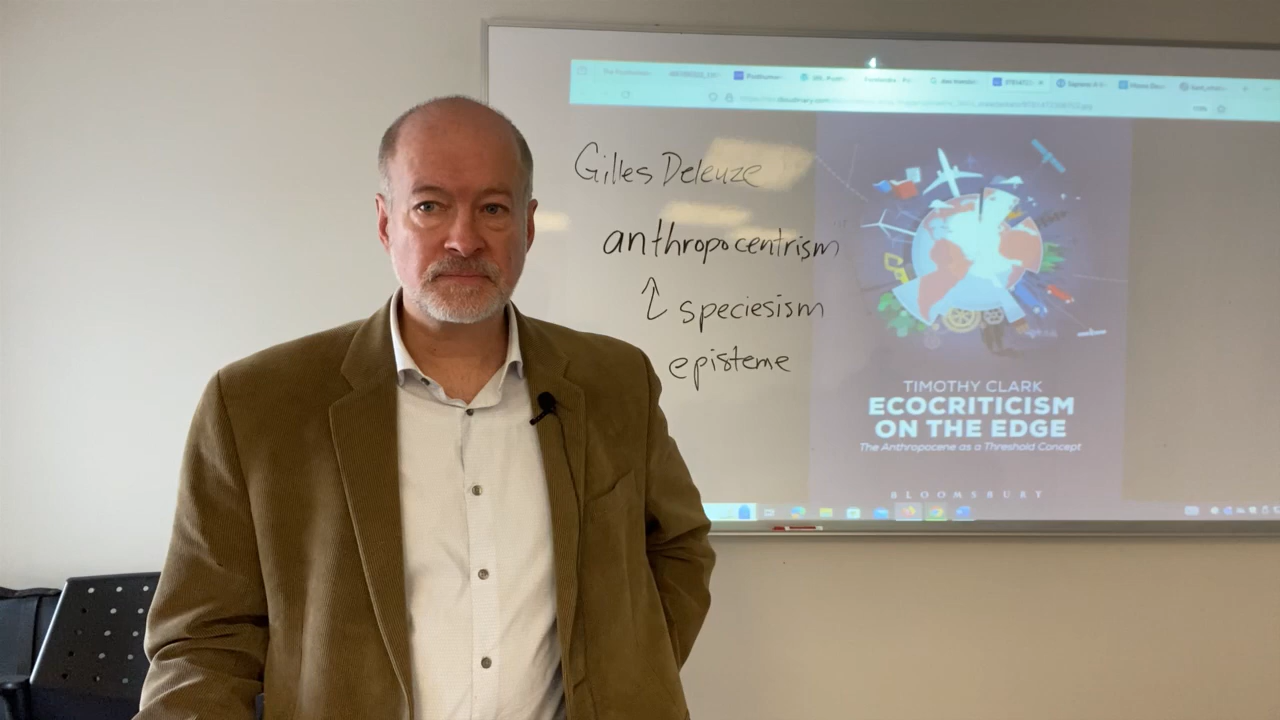 Gilles Deleuze
anthropocentrism
speciesism
episteme
TIMOTHY CLARK
ECOCRITICISM
ON THE EDGE
The Anthropocene as a Threshold Concept
BLOOMSBURY